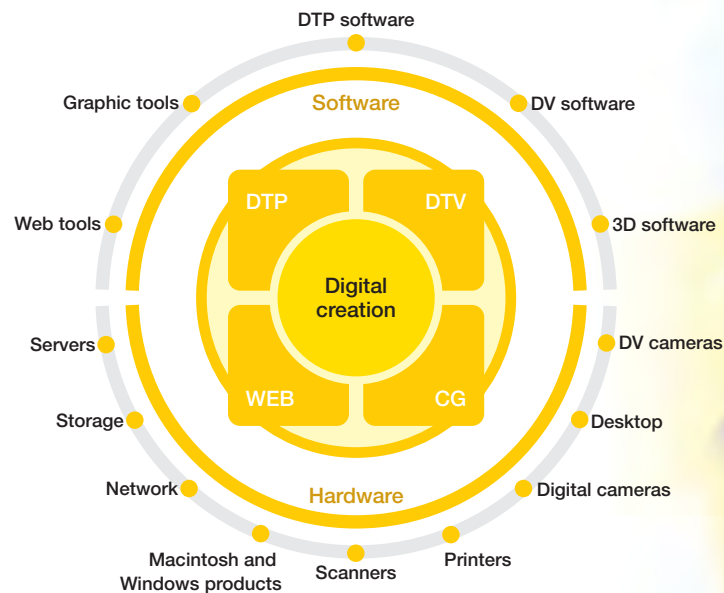 DTP software
Graphic tools
Software
DV software
DTP
DTV
Web tools
3D software
Digital
creation
Servers
DV cameras
WEB
CG
Storage
Desktop
Network
Hardware
Digital cameras
Macintosh and
Windows products
Scanners
Printers